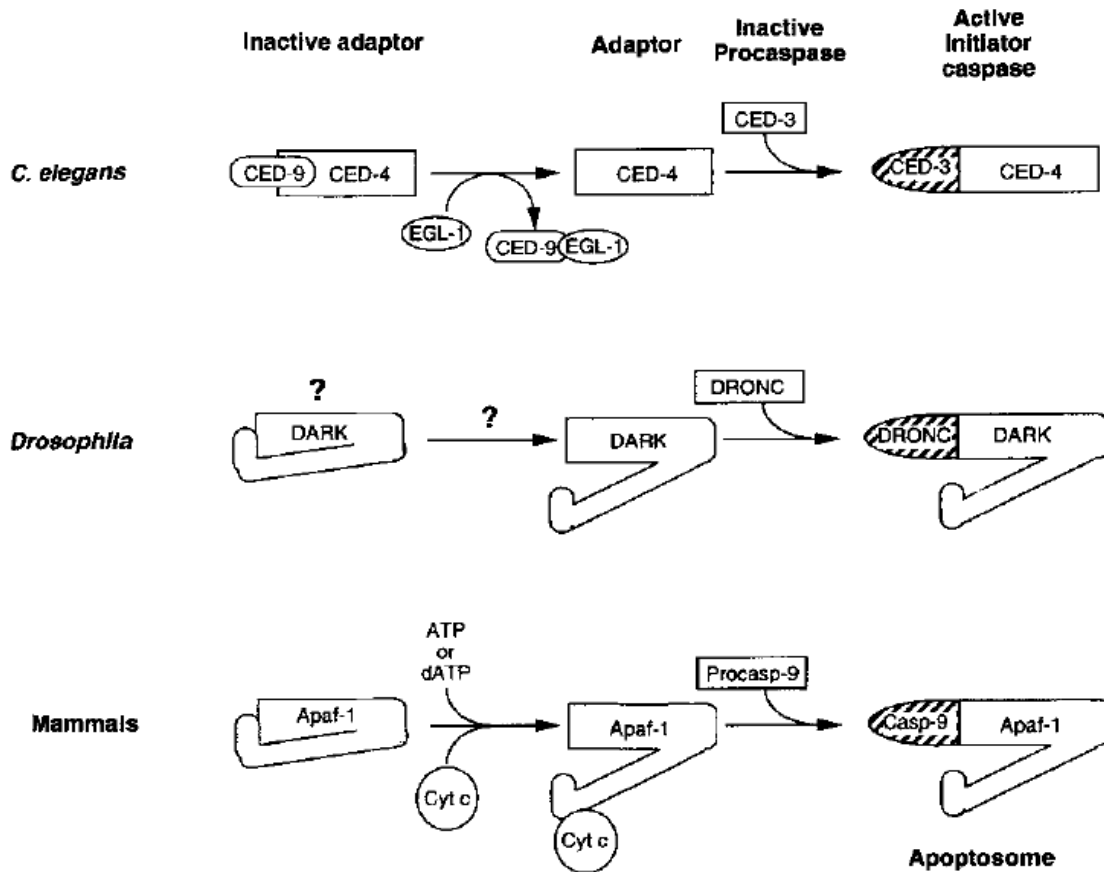 Inactive adaptor
Adaptor
Inactive
Procaspase
Active
Initiator
caspase
C. elegans
CED-9
CED-4
EGL-1
CED-9
EGL-1
CED-4
CED-3
CED-3
CED-4
Drosophila
?
DARK
?
DARK
DRONC
DRONC
DARK
Mammals
Apaf-1
ATP
or
dATP
Cyt c
Apaf-1
Cyt c
Procasp-9
Casp-9
Apaf-1
Apoptosome